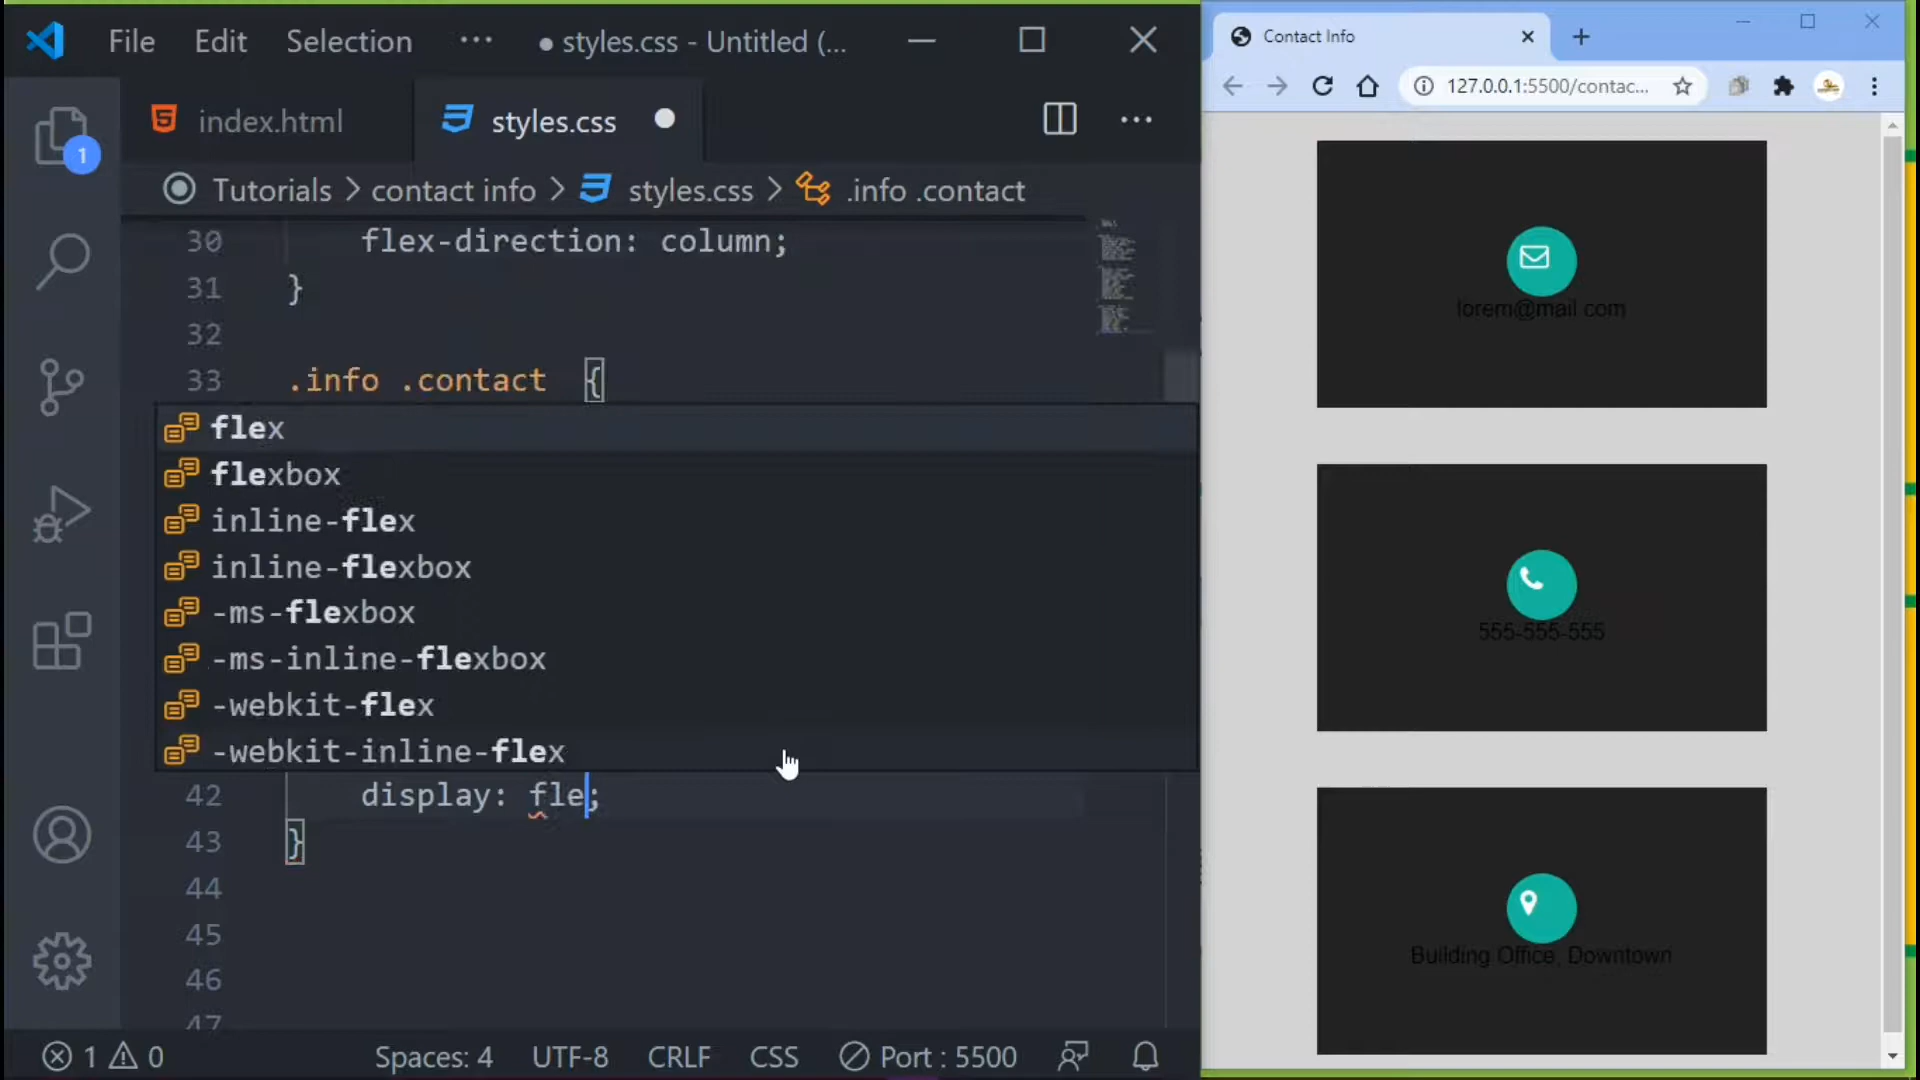 File Edit Selection ··· ● styles.css - Untitled (...
1
index.html styles.css
Tutorials > contact info > styles.css > .info .contact
30 flex-direction: column;
31 }
32
33 .info .contact {
flex
flexbox
inline-flex
inline-flexbox
-ms-flexbox
-ms-inline-flexbox
-webkit-flex
-webkit-inline-flex
42 display: fle;
43 }
44
45
46
47
1 0 Spaces: 4 UTF-8 CRLF CSS Port : 5500
Contact Info
127.0.0.1:5500/contac...
lorem@mail.com
555-555-555
Building Office, Downtown